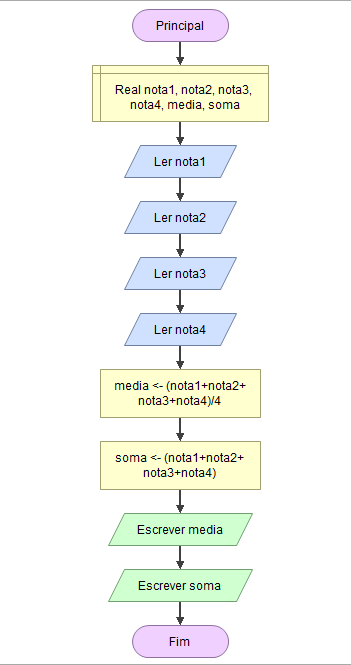 Principal
Real nota1, nota2, nota3,
nota4, media, soma
Ler nota1
Ler nota2
Ler nota3
Ler nota4
media <- (nota1+nota2+
nota3+nota4)/4
soma <- (nota1+nota2+
nota3+nota4)
Escrever media
Escrever soma
Fim